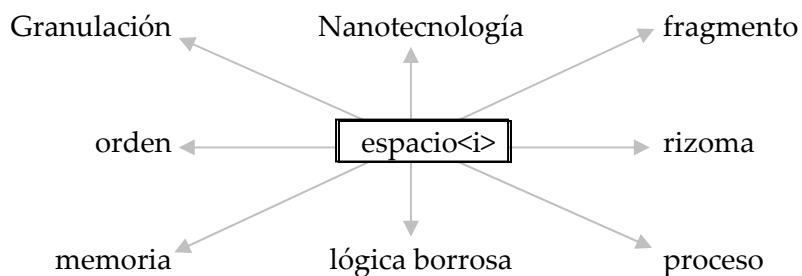 Granulación Nanotecnología fragmento
orden espacio<i> rizoma
memoria lógica borrosa proceso